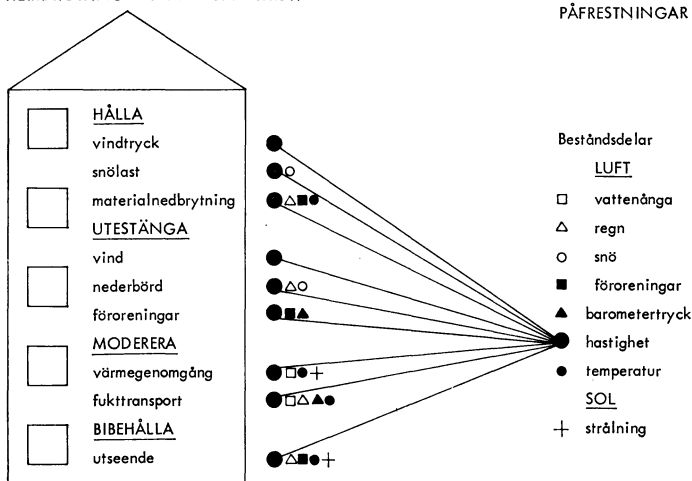 PÅFRESTNINGAR
HÅLLA
vindtryck
snölast
materialnedbrytning
UTESTÄNGA
vind
nederbörd
föroreningar
MODERERA
värmegenomgång
fukttransport
BIBEHÅLLA
utseende
Beståndsdelar
LUFT
vattenånga
regn
snö
föroreningar
barometertryck
hastighet
temperatur
SOL
strålning